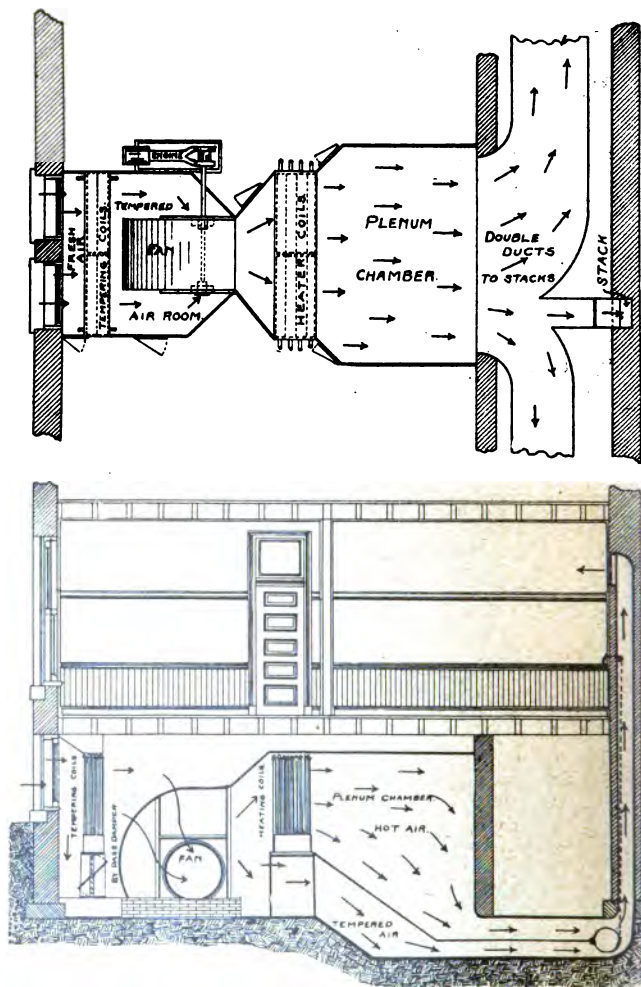 ENGINE
FRESH AIR
TEMPERING COILS
TEMPERED
FAN
AIR ROOM.
HEATER COILS
PLENUM
CHAMBER.
DOUBLE
DUCTS
TO STACKS
STACK
TEMPERING COILS
BY PASS DAMPER
FAN
HEATING COILS
PLENUM CHAMBER
HOT AIR.
TEMPERED
AIR